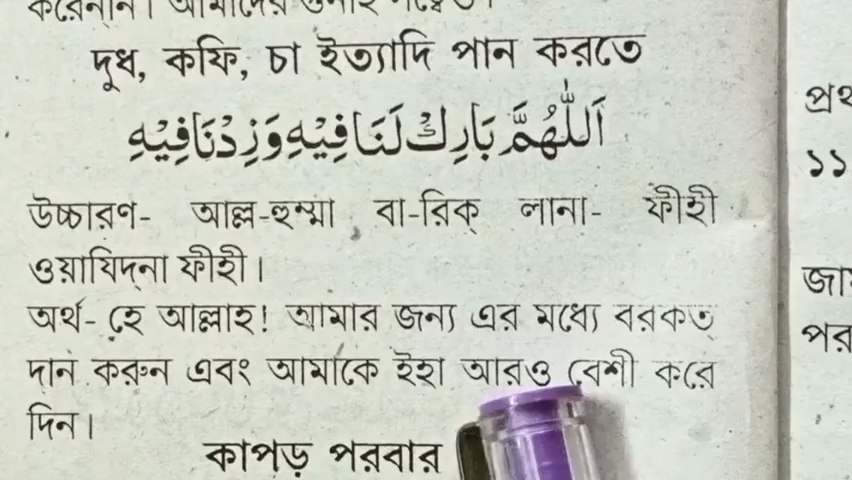 দুধ, কফি, চা ইত্যাদি পান করতে
اَللّٰهُمَّ بَارِكْ لَنَا فِيْهِ وَزِدْنَا فِيْهِ
উচ্চারণ- আল্ল-হুম্মা বা-রিক্ লানা- ফীহী
ওয়াযিদ্‌না ফীহী।
অর্থ- হে আল্লাহ! আমার জন্য এর মধ্যে বরকত
দান করুন এবং আমাকে ইহা আরও বেশী করে
দিন।
কাপড় পরবার
১১